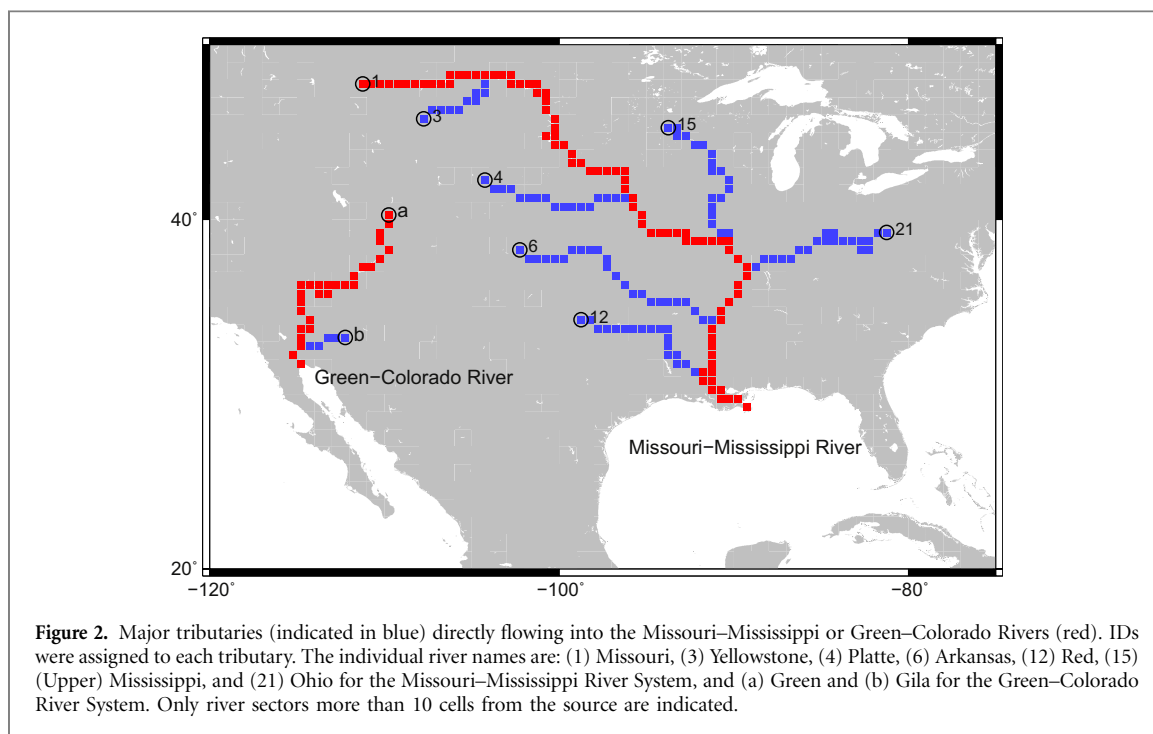 1
3
15
4
a
40˚
21
6
12
b
Green−Colorado River
Missouri−Mississippi River
20˚
−120˚
−100˚
−80˚
Figure 2. Major tributaries (indicated in blue) directly flowing into the Missouri–Mississippi or Green–Colorado Rivers (red). IDs
were assigned to each tributary. The individual river names are: (1) Missouri, (3) Yellowstone, (4) Platte, (6) Arkansas, (12) Red, (15)
(Upper) Mississippi, and (21) Ohio for the Missouri–Mississippi River System, and (a) Green and (b) Gila for the Green–Colorado
River System. Only river sectors more than 10 cells from the source are indicated.